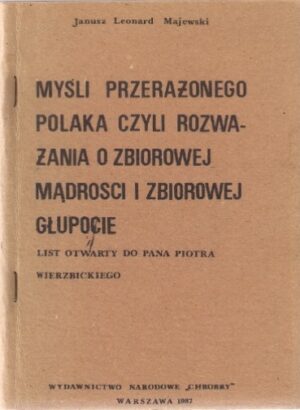 Janusz Leonard Majewski
MYŚLI PRZERAŻONEGO
POLAKA CZYLI ROZWA-
ŻANIA O ZBIOROWEJ
MĄDROSCI I ZBIOROWEJ
GŁUPOCIE
LIST OTWARTY DO PANA PIOTRA
WIERZBICKIEGO
WYDAWNICTWO NARODOWE „CHROBRY"
WARSZAWA 1987